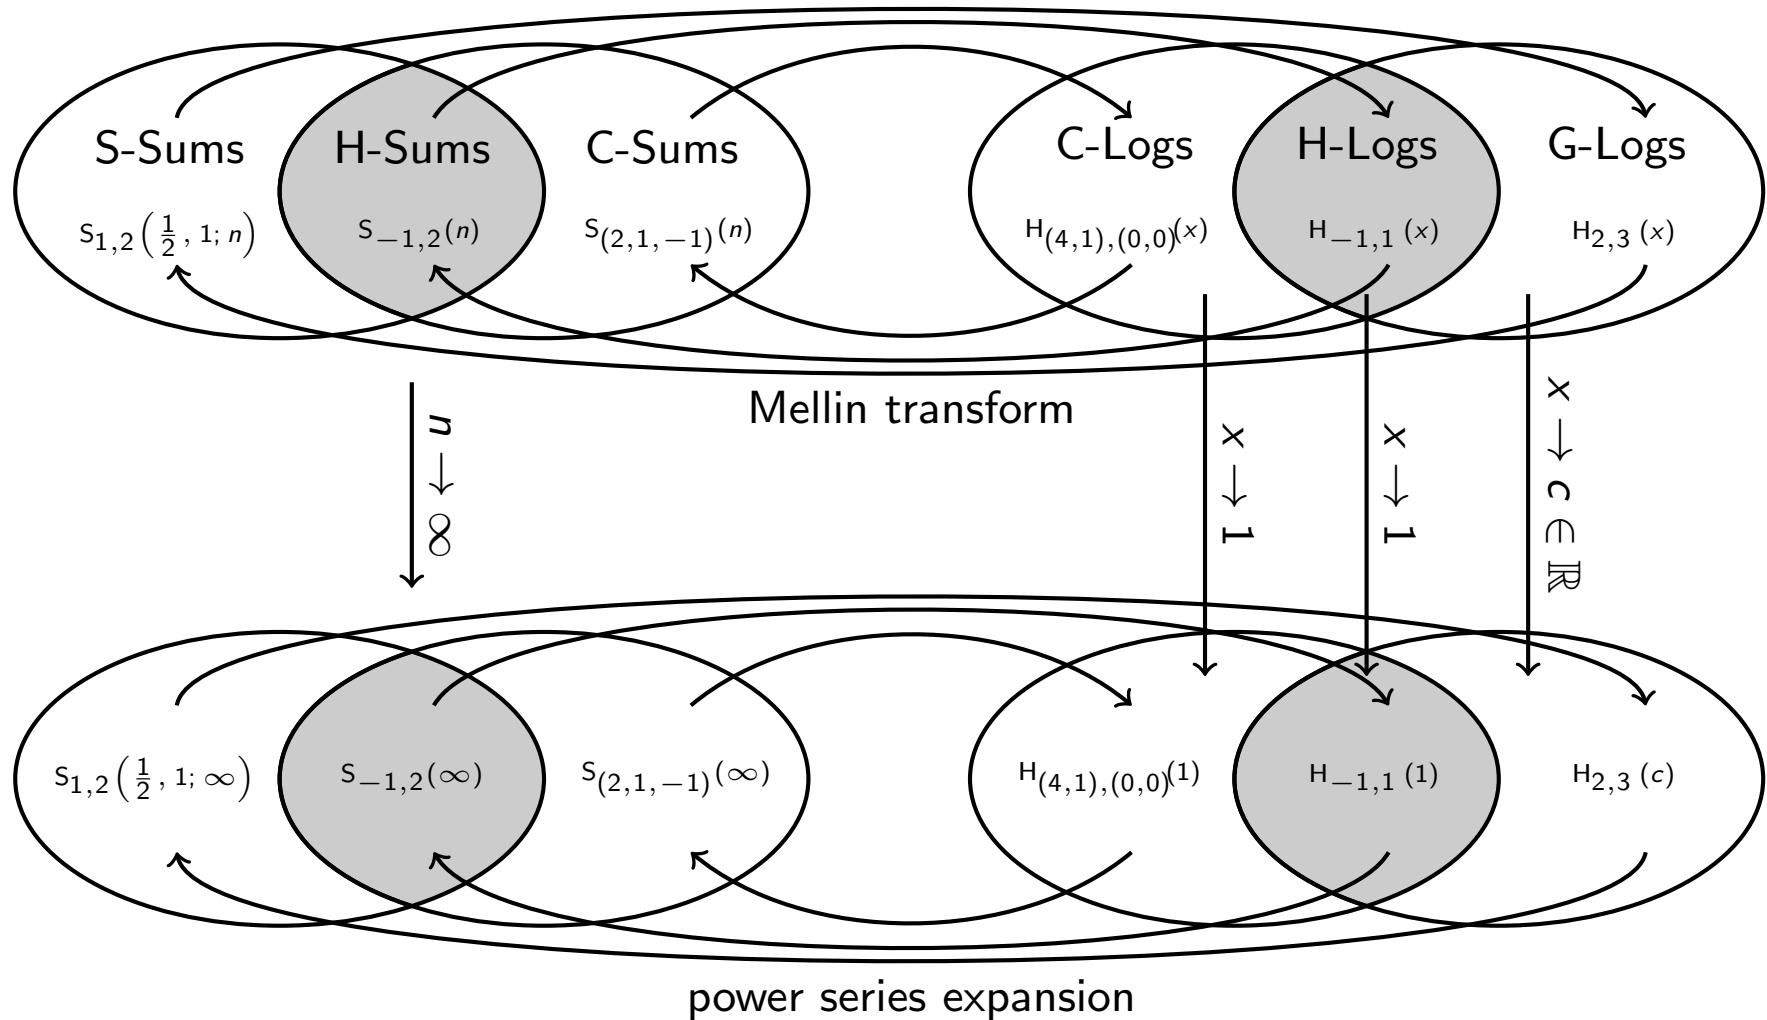 S-Sums H-Sums C-Sums C-Logs H-Logs G-Logs
S₁,₂(½, 1; n) S₋₁,₂(n) S₍₂,₁,₋₁₎(n) H₍₄,₁₎,₍₀,₀₎(x) H₋₁,₁(x) H₂,₃(x)
Mellin transform
n → ∞ x → 1 x → 1 x → c ∈ ℝ
S₁,₂(½, 1; ∞) S₋₁,₂(∞) S₍₂,₁,₋₁₎(∞) H₍₄,₁₎,₍₀,₀₎(1) H₋₁,₁(1) H₂,₃(c)
power series expansion